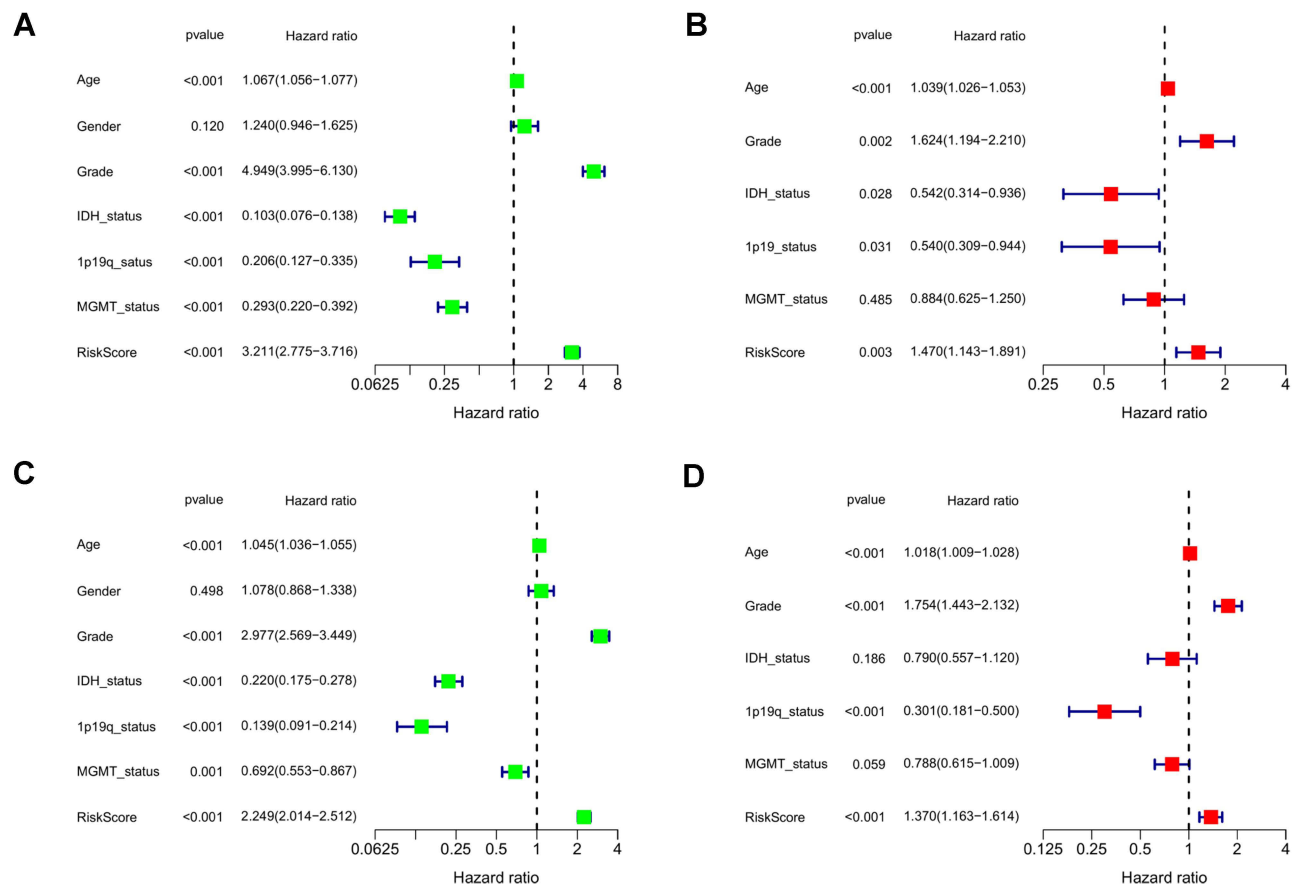 A
pvalue Hazard ratio
Age <0.001 1.067(1.056−1.077)
Gender 0.120 1.240(0.946−1.625)
Grade <0.001 4.949(3.995−6.130)
IDH_status <0.001 0.103(0.076−0.138)
1p19q_satus <0.001 0.206(0.127−0.335)
MGMT_status <0.001 0.293(0.220−0.392)
RiskScore <0.001 3.211(2.775−3.716)
0.0625 0.25 1 2 4 8
Hazard ratio
B
pvalue Hazard ratio
Age <0.001 1.039(1.026−1.053)
Grade 0.002 1.624(1.194−2.210)
IDH_status 0.028 0.542(0.314−0.936)
1p19_status 0.031 0.540(0.309−0.944)
MGMT_status 0.485 0.884(0.625−1.250)
RiskScore 0.003 1.470(1.143−1.891)
0.25 0.5 1 2 4
Hazard ratio
C
pvalue Hazard ratio
Age <0.001 1.045(1.036−1.055)
Gender 0.498 1.078(0.868−1.338)
Grade <0.001 2.977(2.569−3.449)
IDH_status <0.001 0.220(0.175−0.278)
1p19q_status <0.001 0.139(0.091−0.214)
MGMT_status 0.001 0.692(0.553−0.867)
RiskScore <0.001 2.249(2.014−2.512)
0.0625 0.25 0.5 1 2 4
Hazard ratio
D
pvalue Hazard ratio
Age <0.001 1.018(1.009−1.028)
Grade <0.001 1.754(1.443−2.132)
IDH_status 0.186 0.790(0.557−1.120)
1p19q_status <0.001 0.301(0.181−0.500)
MGMT_status 0.059 0.788(0.615−1.009)
RiskScore <0.001 1.370(1.163−1.614)
0.125 0.25 0.5 1 2 4
Hazard ratio